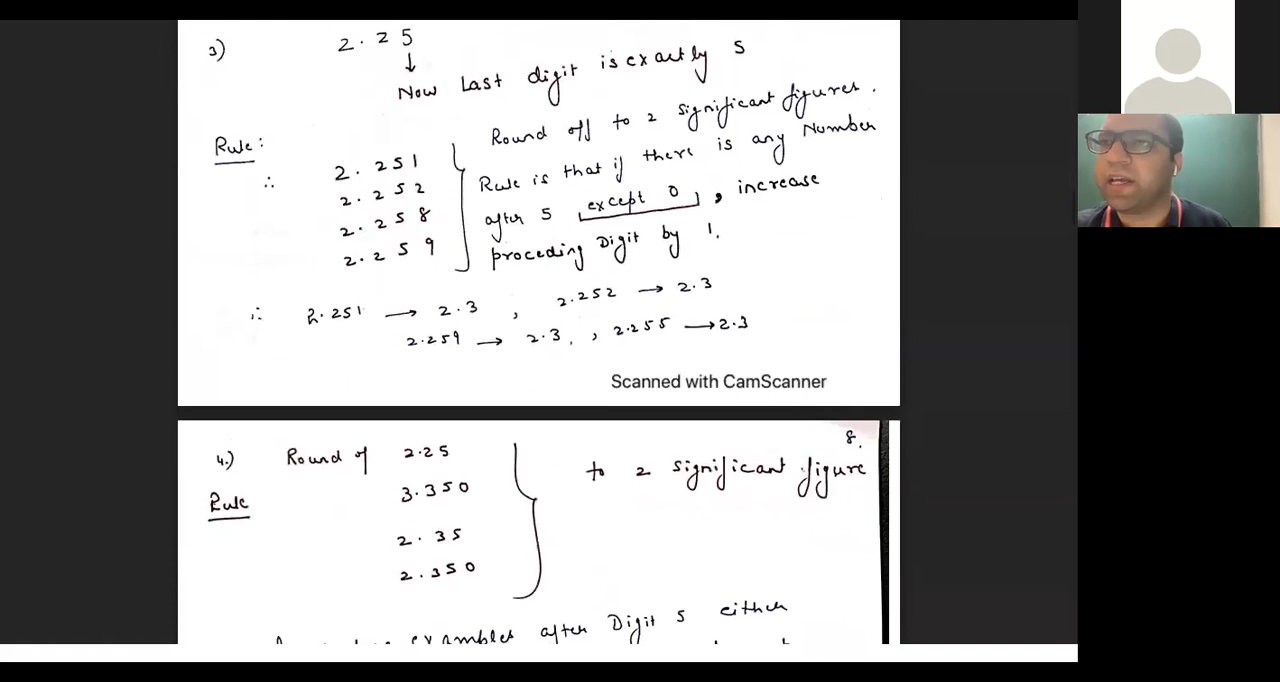 3)
2.25
↓
Now Last digit is exactly 5
Rule:
Round off to 2 significant figures.
∴ 2.251
2.252
2.258
2.259
Rule is that if there is any Number
after 5 except 0, increase
proceding Digit by 1.
∴ 2.251 → 2.3, 2.252 → 2.3
2.259 → 2.3, , 2.255 → 2.3
Scanned with CamScanner
8.
4.) Round of 2.25
Rule
3.350
2.35
2.350
to 2 significant figure
examples after Digit 5 either